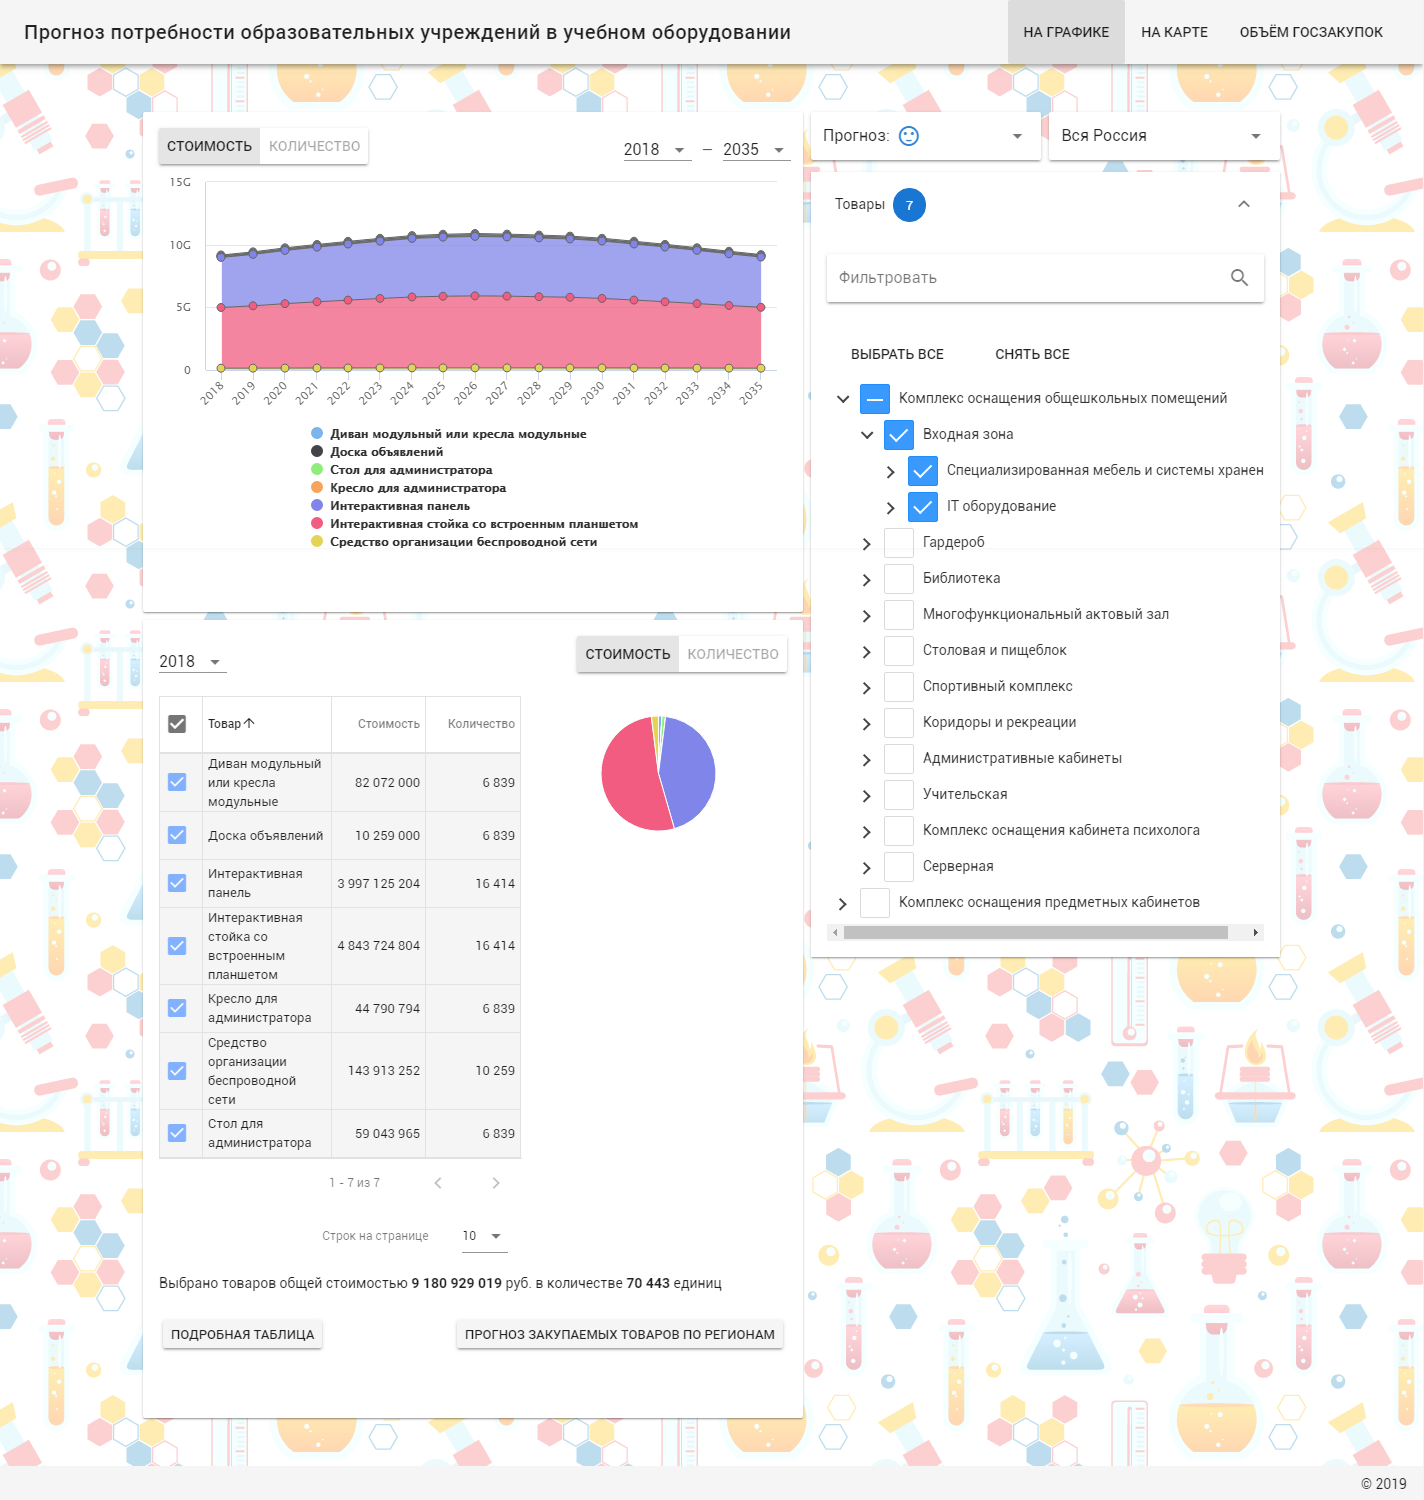 Прогноз потребности образовательных учреждений в учебном оборудовании
НА ГРАФИКЕ
НА КАРТЕ
ОБЪЁМ ГОСЗАКУПОК
СТОИМОСТЬ КОЛИЧЕСТВО
2018 — 2035
15G
10G
5G
0
2018 2019 2020 2021 2022 2023 2024 2025 2026 2027 2028 2029 2030 2031 2032 2033 2034 2035
Диван модульный или кресла модульные
Доска объявлений
Стол для администратора
Кресло для администратора
Интерактивная панель
Интерактивная стойка со встроенным планшетом
Средство организации беспроводной сети
Прогноз:
Вся Россия
Товары 7
Фильтровать
ВЫБРАТЬ ВСЕ
СНЯТЬ ВСЕ
Комплекс оснащения общешкольных помещений
Входная зона
Специализированная мебель и системы хранен
IT оборудование
Гардероб
Библиотека
Многофункциональный актовый зал
Столовая и пищеблок
Спортивный комплекс
Коридоры и рекреации
Административные кабинеты
Учительская
Комплекс оснащения кабинета психолога
Серверная
Комплекс оснащения предметных кабинетов
2018
СТОИМОСТЬ КОЛИЧЕСТВО
Товар Стоимость Количество
Диван модульный
или кресла
модульные
82 072 000 6 839
Доска объявлений 10 259 000 6 839
Интерактивная
панель
3 997 125 204 16 414
Интерактивная
стойка со
встроенным
планшетом
4 843 724 804 16 414
Кресло для
администратора
44 790 794 6 839
Средство
организации
беспроводной
сети
143 913 252 10 259
Стол для
администратора
59 043 965 6 839
1 - 7 из 7
Строк на странице 10
Выбрано товаров общей стоимостью 9 180 929 019 руб. в количестве 70 443 единиц
ПОДРОБНАЯ ТАБЛИЦА
ПРОГНОЗ ЗАКУПАЕМЫХ ТОВАРОВ ПО РЕГИОНАМ
© 2019